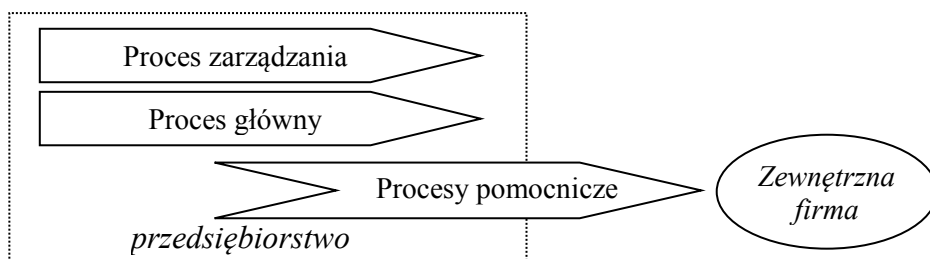 Proces zarządzania
Proces główny
Procesy pomocnicze
Zewnętrzna
firma
przedsiębiorstwo